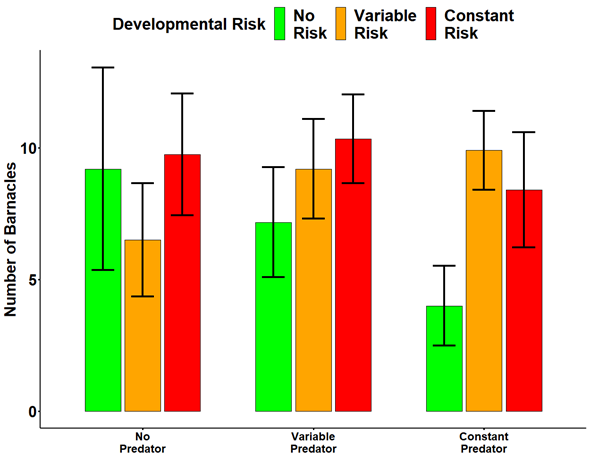 Developmental Risk
No Risk
Variable Risk
Constant Risk
Number of Barnacles
10
5
0
No
Predator
Variable
Predator
Constant
Predator